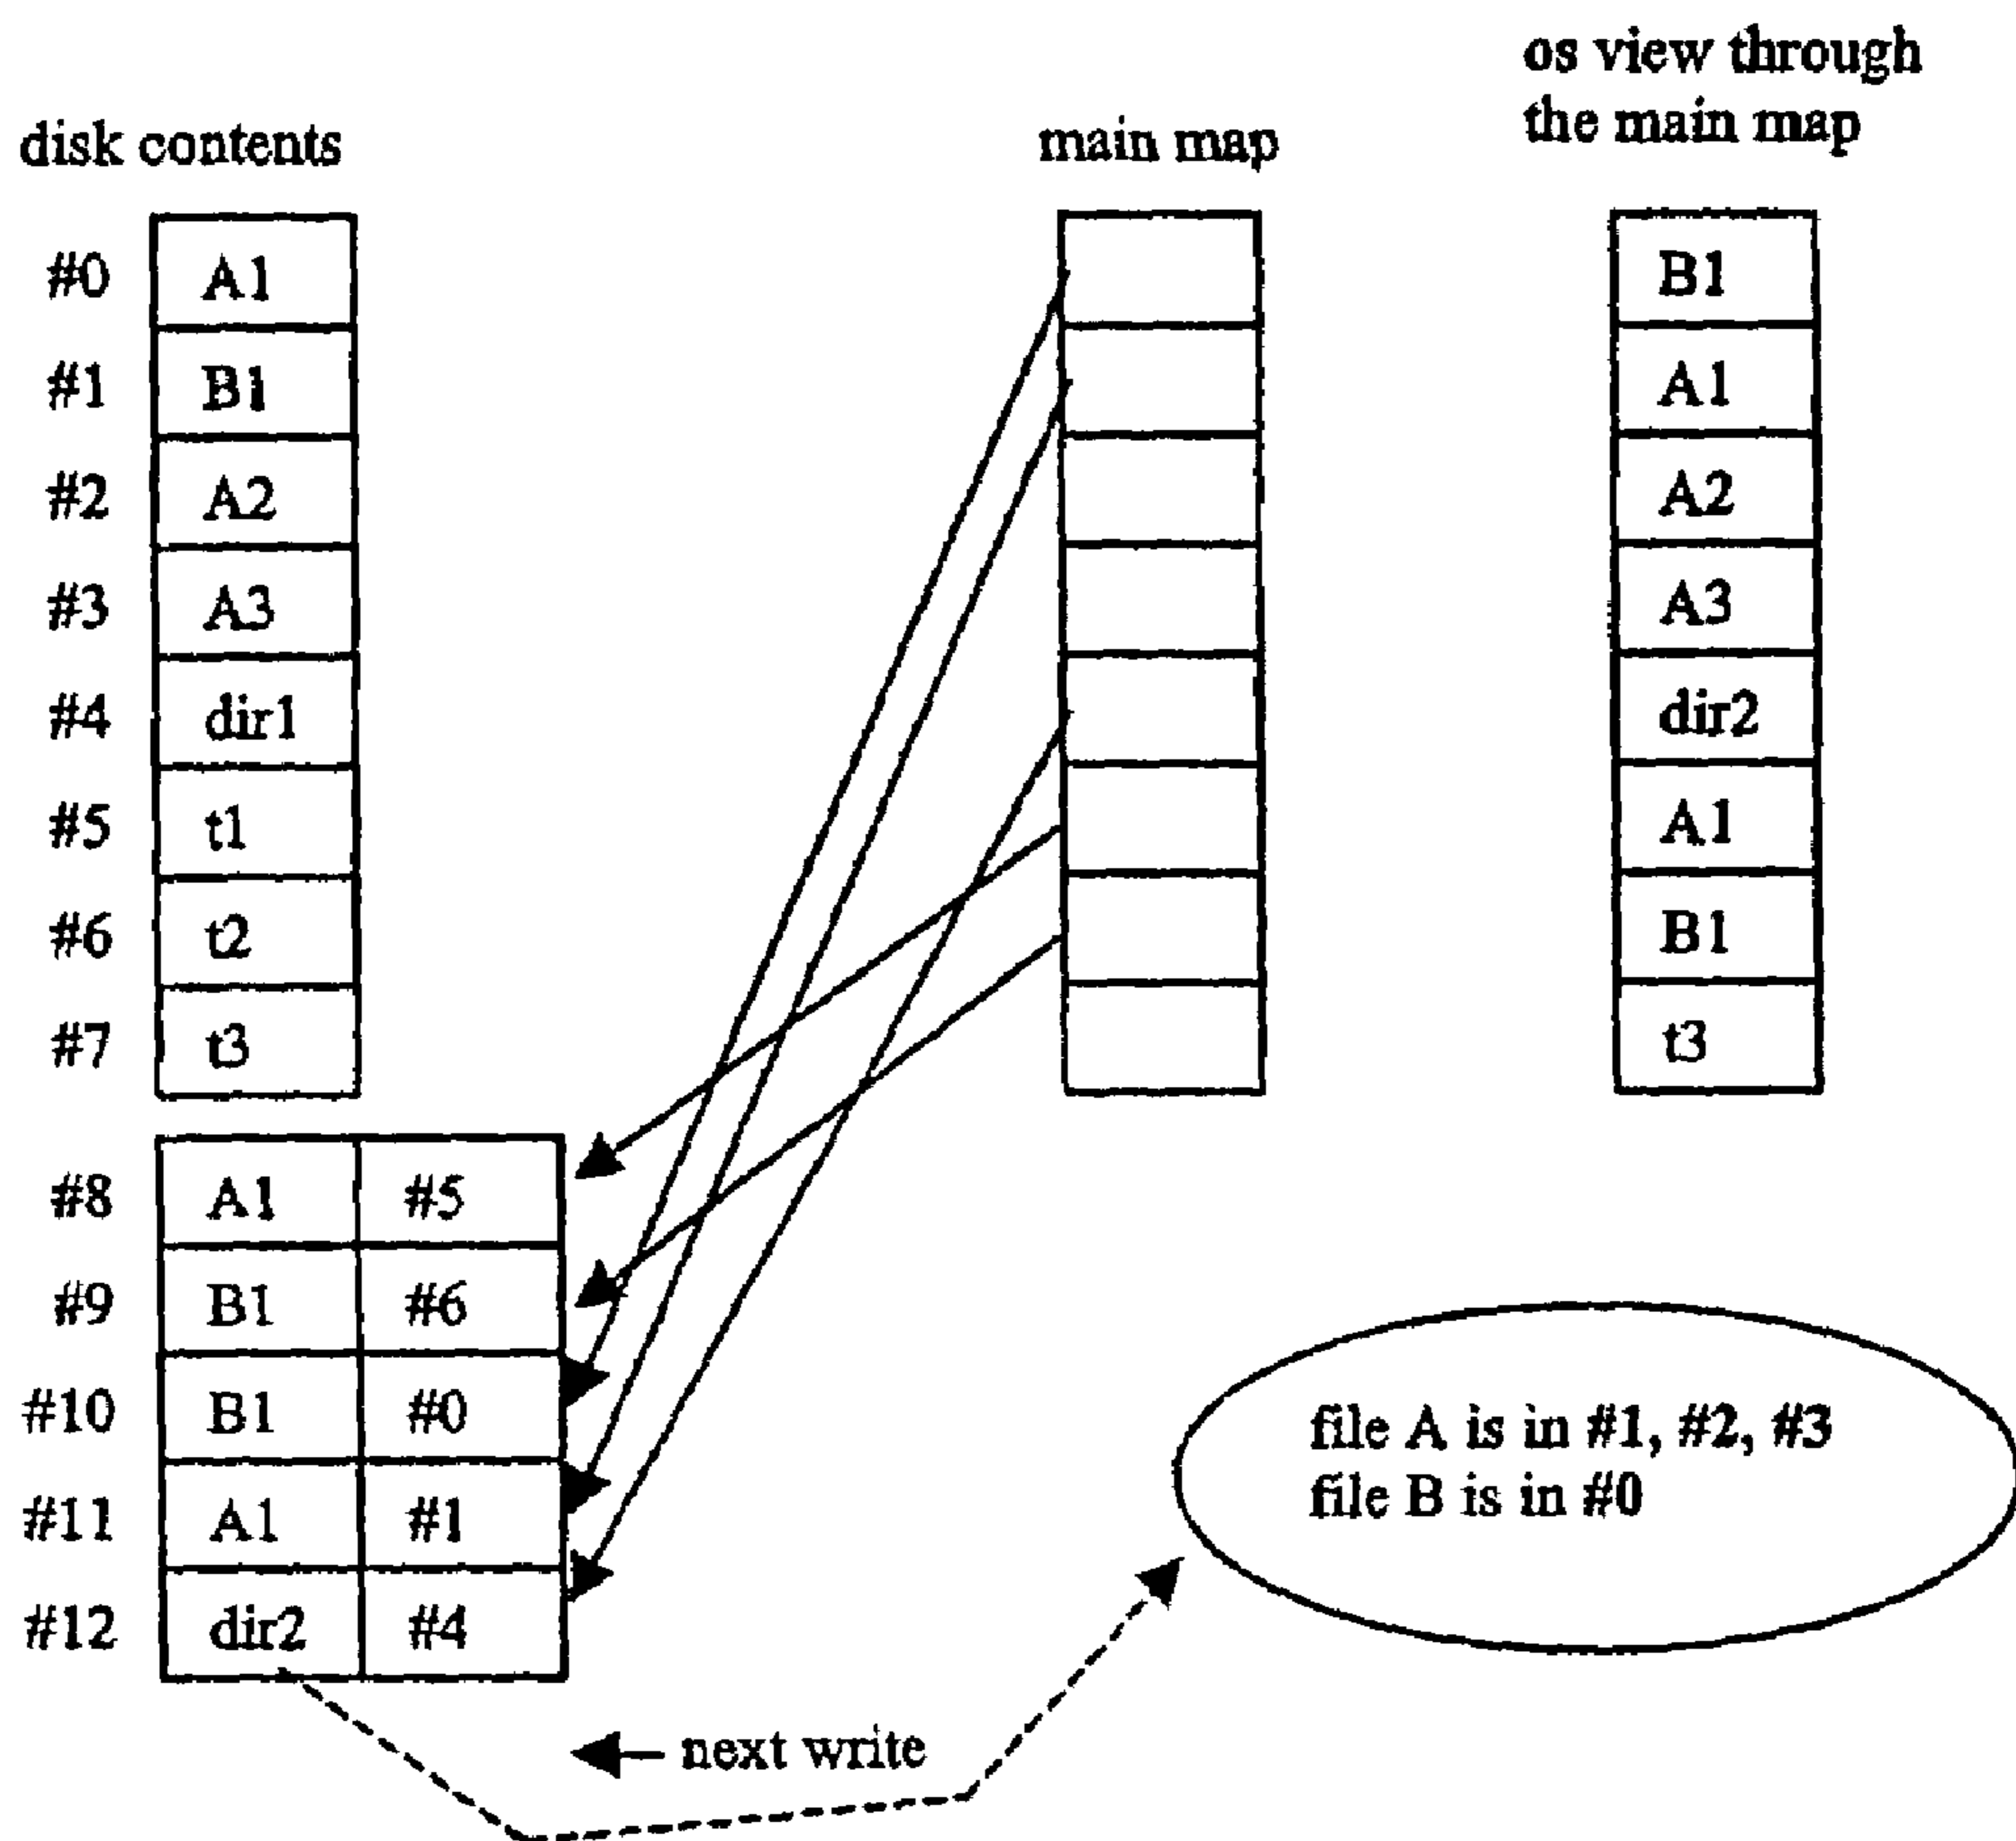 os view through
the main map
disk contents
main map
#0 A1 B1
#1 B1 A1
#2 A2 A2
#3 A3 A3
#4 dir1 dir2
#5 t1 A1
#6 t2 B1
#7 t3 t3
#8 A1 #5
#9 B1 #6
#10 B1 #0
#11 A1 #1
#12 dir2 #4
file A is in #1, #2, #3
file B is in #0
next write